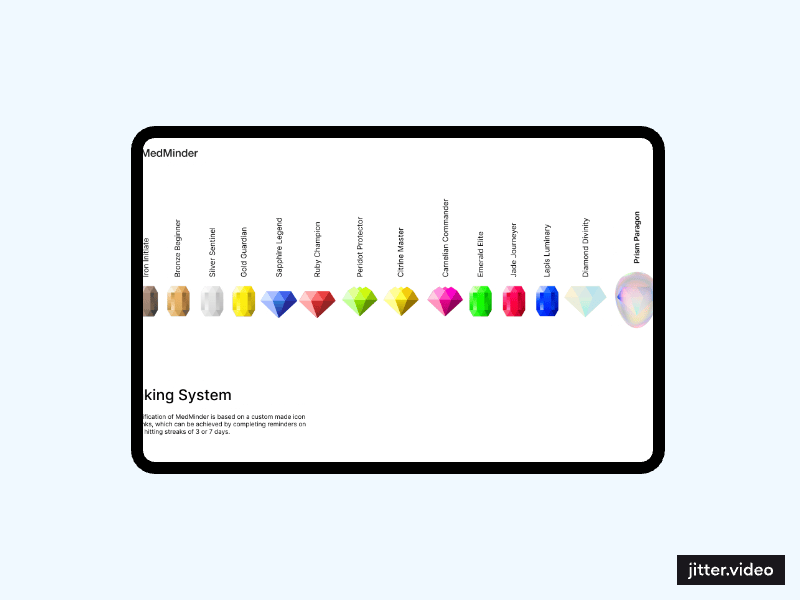 MedMinder
Iron Initiate
Bronze Beginner
Silver Sentinel
Gold Guardian
Sapphire Legend
Ruby Champion
Peridot Protector
Citrine Master
Carnelian Commander
Emerald Elite
Jade Journeyer
Lapis Luminary
Diamond Divinity
Prism Paragon
king System
ification of MedMinder is based on a custom made icon
nks, which can be achieved by completing reminders on
hitting streaks of 3 or 7 days.
jitter.video